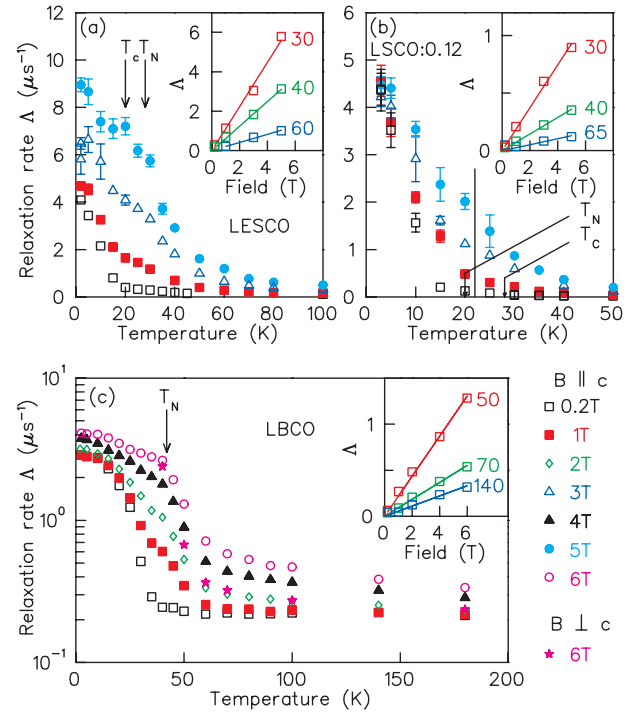 (a)
T_c T_N
LESCO
Relaxation rate Λ (μs⁻¹)
10
8
6
4
2
0
0 20 40 60 80 100
Temperature (K)
Λ
6
4
2
0
0 2 4 6
Field (T)
30
40
60
(b)
LSCO:0.12
T_N
T_c
6
5
4
3
2
1
0
0 10 20 30 40 50
Temperature (K)
Λ
1
0
0 2 4 6
Field (T)
30
40
65
(c)
T_N
LBCO
Relaxation rate Λ (μs⁻¹)
10¹
10⁰
10⁻¹
0 50 100 150 200
Temperature (K)
Λ
1
0
0 2 4 6
Field (T)
50
70
140
B ∥ c
0.2T
1T
2T
3T
4T
5T
6T
B ⊥ c
6T